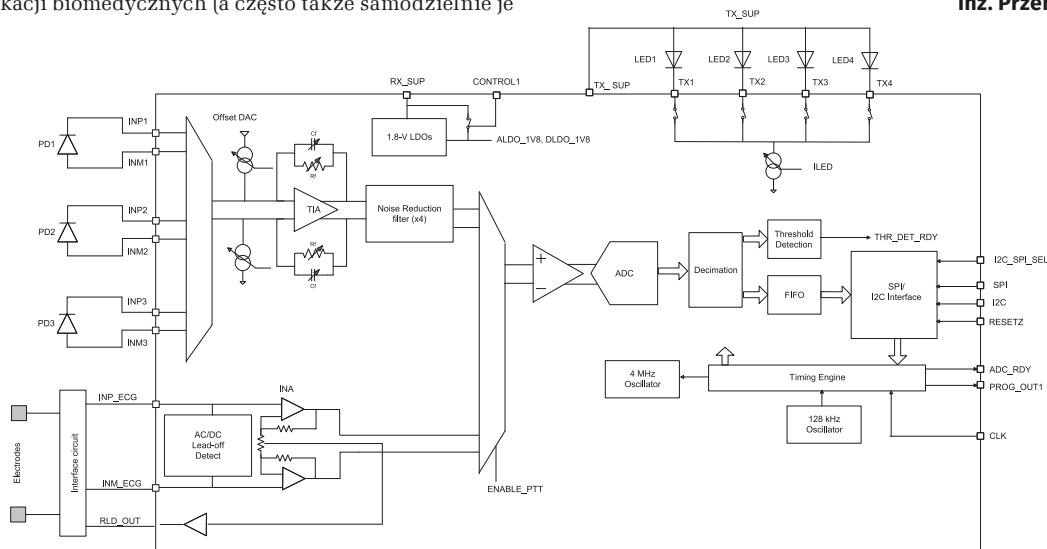 kacji biomedycznych (a często także samodzielnie je
inż. Przem
TX_SUP
LED1 LED2 LED3 LED4
RX_SUP CONTROL1 TX_SUP TX1 TX2 TX3 TX4
Offset DAC
INP1
PD1
INM1
Cf
Rf
1.8-V LDOs
ALDO_1V8, DLDO_1V8
ILED
TIA
Noise Reduction
filter (x4)
INP2
PD2
INM2
Rf
Cf
Threshold
Detection
THR_DET_RDY
ADC
Decimation
FIFO
SPI/
I2C Interface
I2C_SPI_SEL
SPI
I2C
RESETZ
INP3
PD3
INM3
4 MHz
Oscillator
Timing Engine
ADC_RDY
PROG_OUT1
128 kHz
Oscillator
CLK
INP_ECG
INA
AC/DC
Lead-off
Detect
Electrodes
Interface circuit
INM_ECG
ENABLE_PTT
RLD_OUT